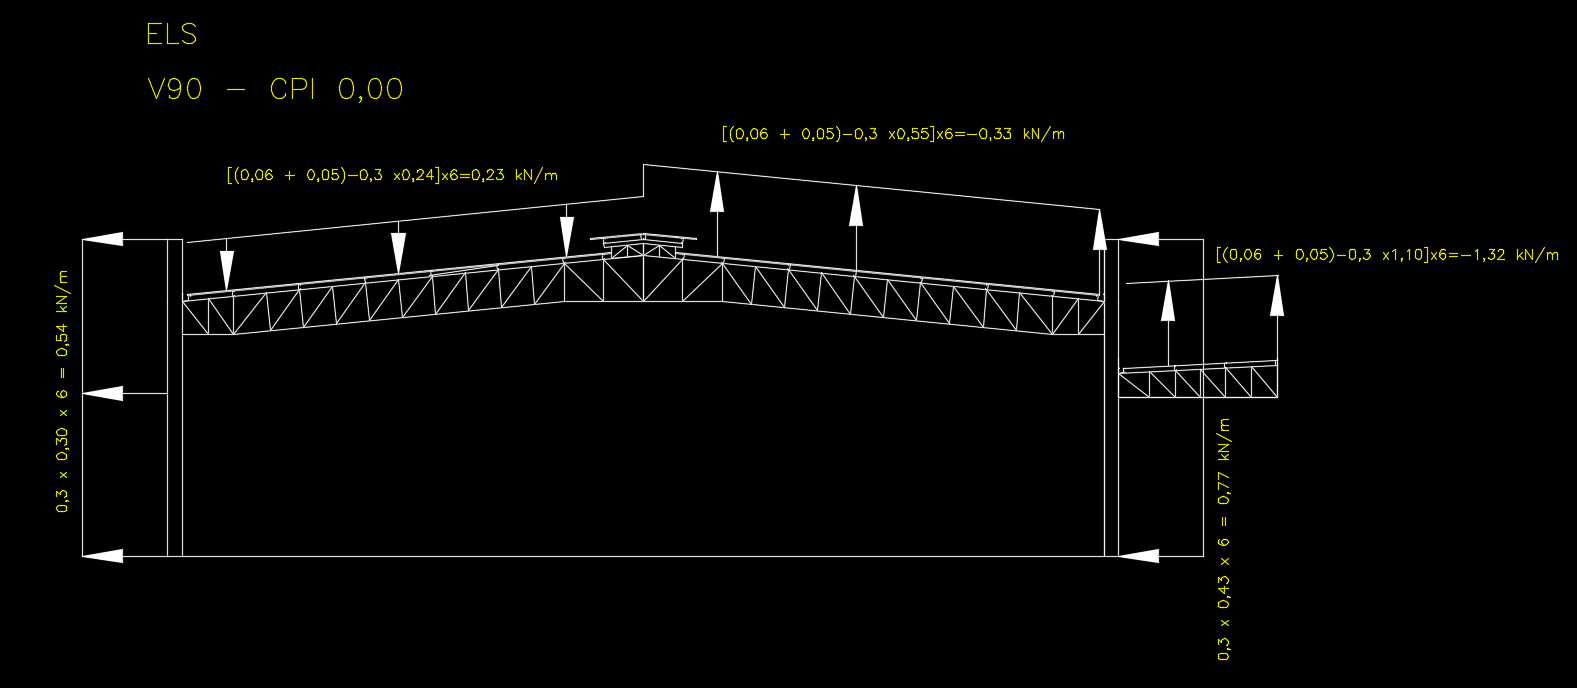 ELS
V90 - CPI 0,00
[(0,06 + 0,05)-0,3 x0,55]x6=-0,33 kN/m
[(0,06 + 0,05)-0,3 x0,24]x6=0,23 kN/m
[(0,06 + 0,05)-0,3 x1,10]x6=-1,32 kN/m
0,3 x 0,30 x 6 = 0,54 kN/m
0,3 x 0,43 x 6 = 0,77 kN/m